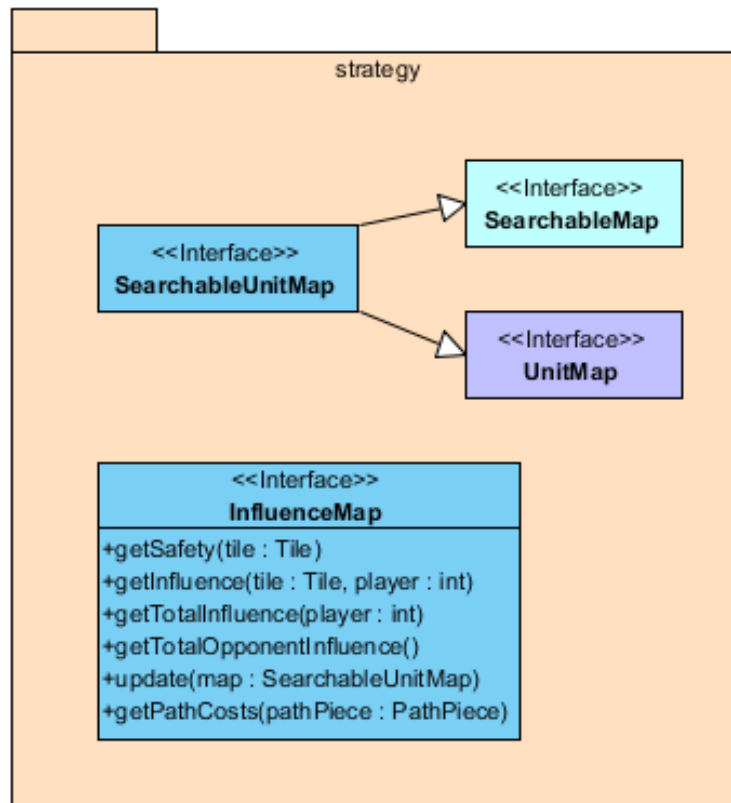 strategy
<<Interface>>
SearchableMap
<<Interface>>
SearchableUnitMap
<<Interface>>
UnitMap
<<Interface>>
InfluenceMap
+getSafety(tile : Tile)
+getInfluence(tile : Tile, player : int)
+getTotalInfluence(player : int)
+getTotalOpponentInfluence()
+update(map : SearchableUnitMap)
+getPathCosts(pathPiece : PathPiece)